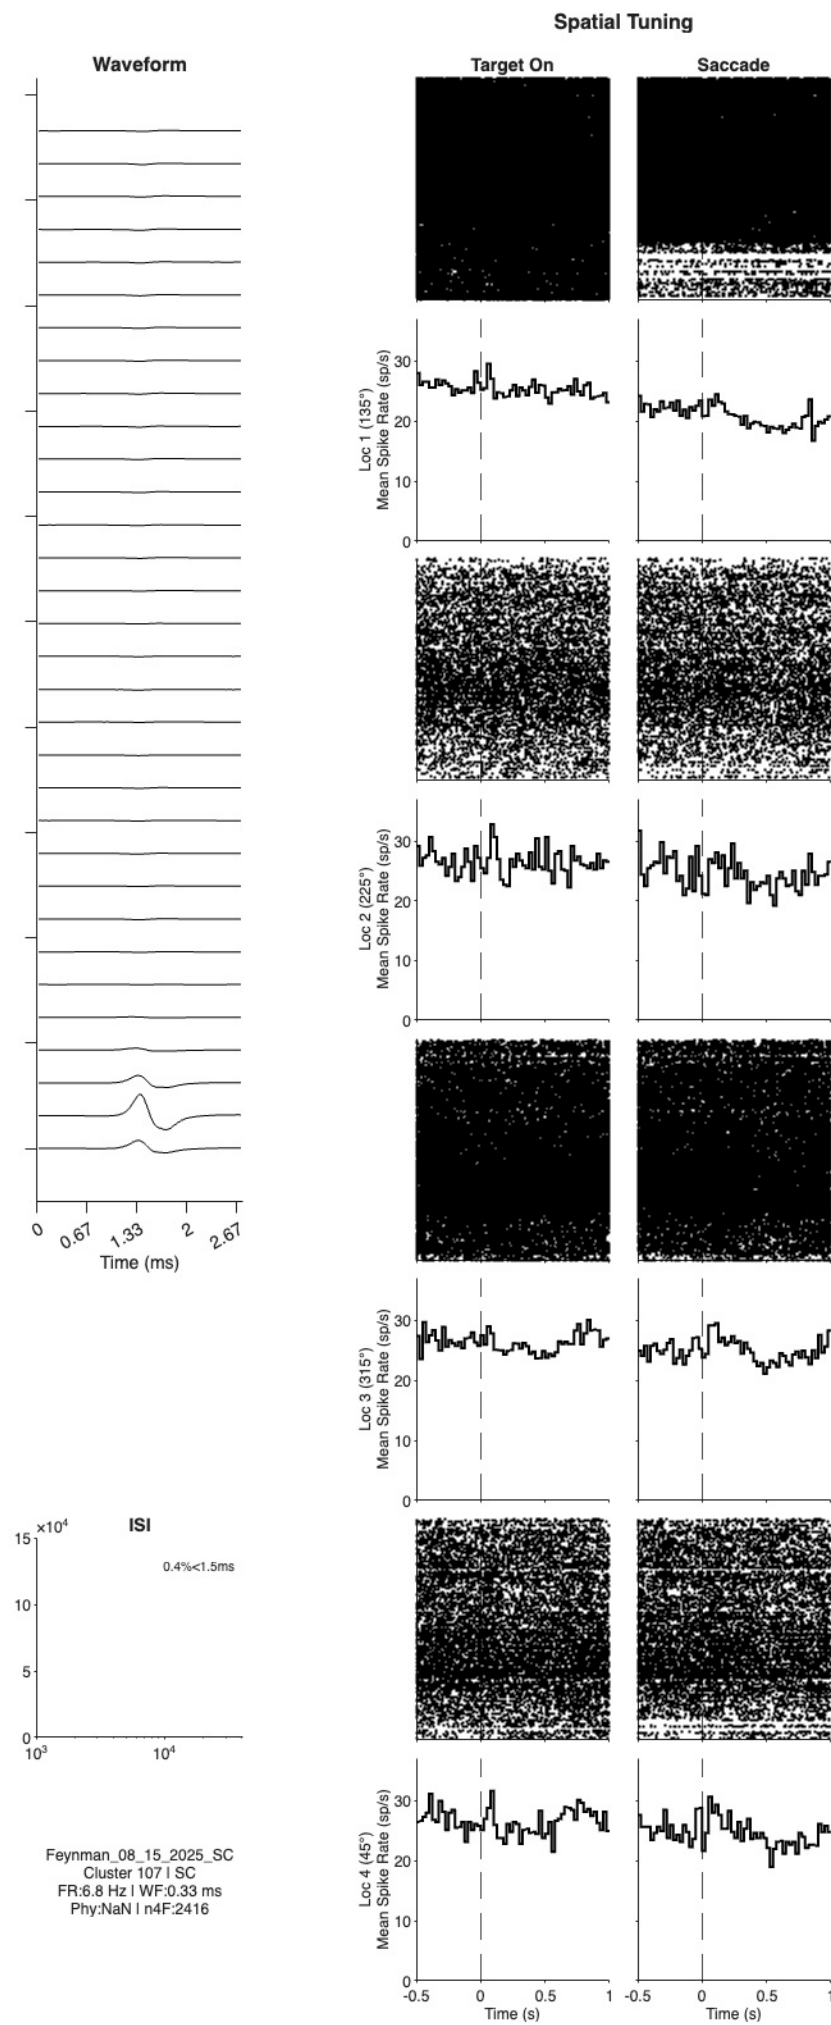 Spatial Tuning
Waveform
Target On
Saccade
0
0.67
1.33
2
2.67
Time (ms)
30
20
10
0
Loc 1 (135°)
Mean Spike Rate (sp/s)
30
20
10
0
Loc 2 (225°)
Mean Spike Rate (sp/s)
30
20
10
0
Loc 3 (315°)
Mean Spike Rate (sp/s)
ISI
×10⁴
0.4%<1.5ms
15
10
5
0
10³
10⁴
Feynman_08_15_2025_SC
Cluster 107 | SC
FR:6.8 Hz | WF:0.33 ms
Phy:NaN | n4F:2416
30
20
10
0
Loc 4 (45°)
Mean Spike Rate (sp/s)
-0.5
0
0.5
1
Time (s)
-0.5
0
0.5
1
Time (s)